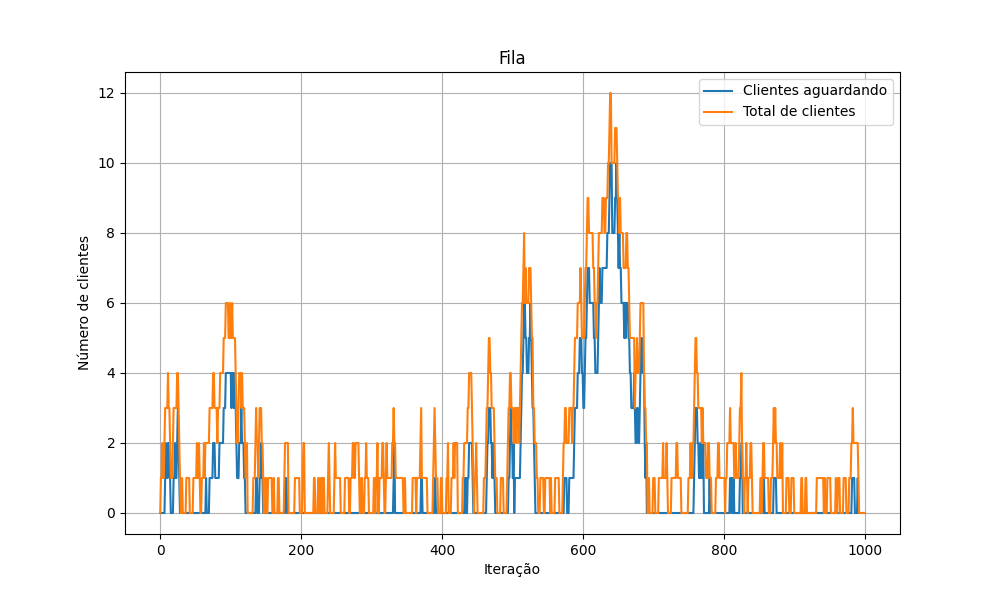 Fila
Clientes aguardando
Total de clientes
12
10
8
6
4
2
0
Número de clientes
0 200 400 600 800 1000
Iteração